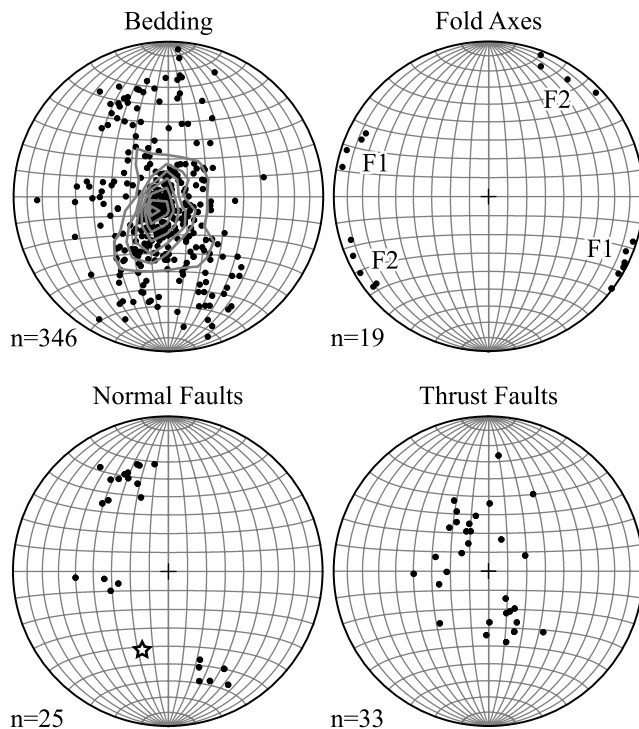 Bedding
Fold Axes
F2
F1
F2
F1
n=346
n=19
Normal Faults
Thrust Faults
n=25
n=33